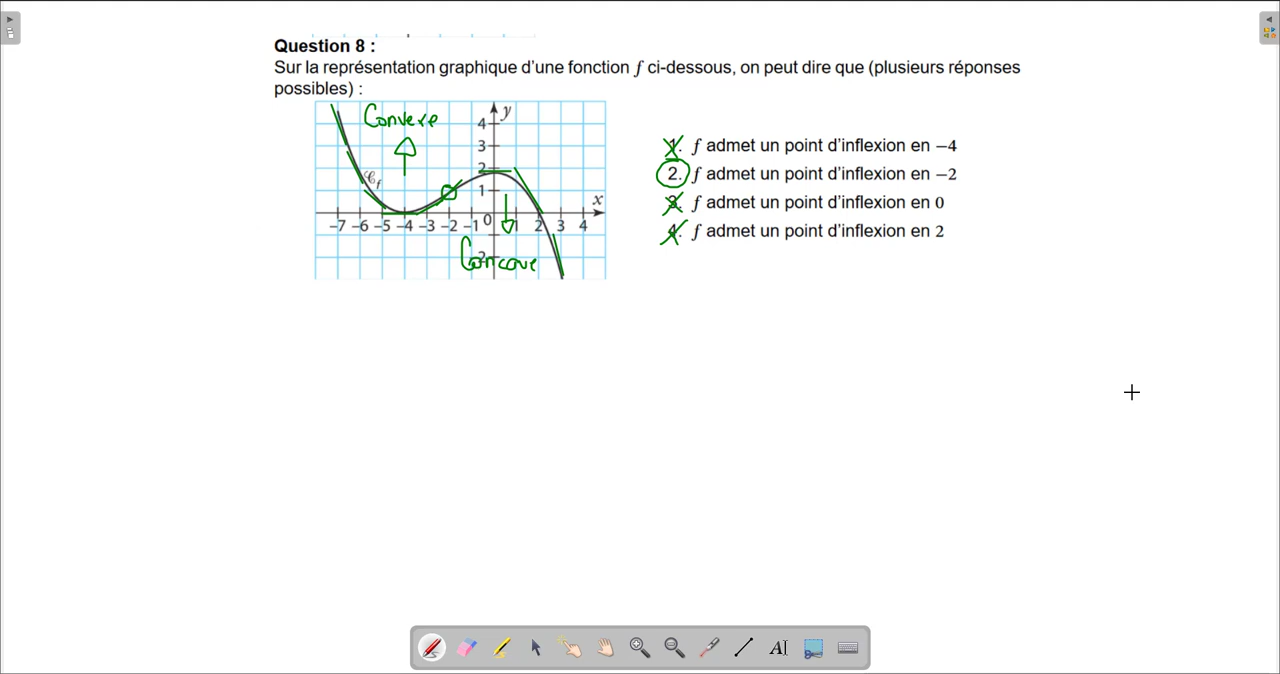 Question 8 :
Sur la représentation graphique d'une fonction f ci-dessous, on peut dire que (plusieurs réponses
possibles) :
Convexe
y
4
3
2
1
𝒞f
x
-7 -6 -5 -4 -3 -2 -1 0 1 2 3 4
Concave
1. f admet un point d'inflexion en −4
2. f admet un point d'inflexion en −2
3. f admet un point d'inflexion en 0
4. f admet un point d'inflexion en 2
AI